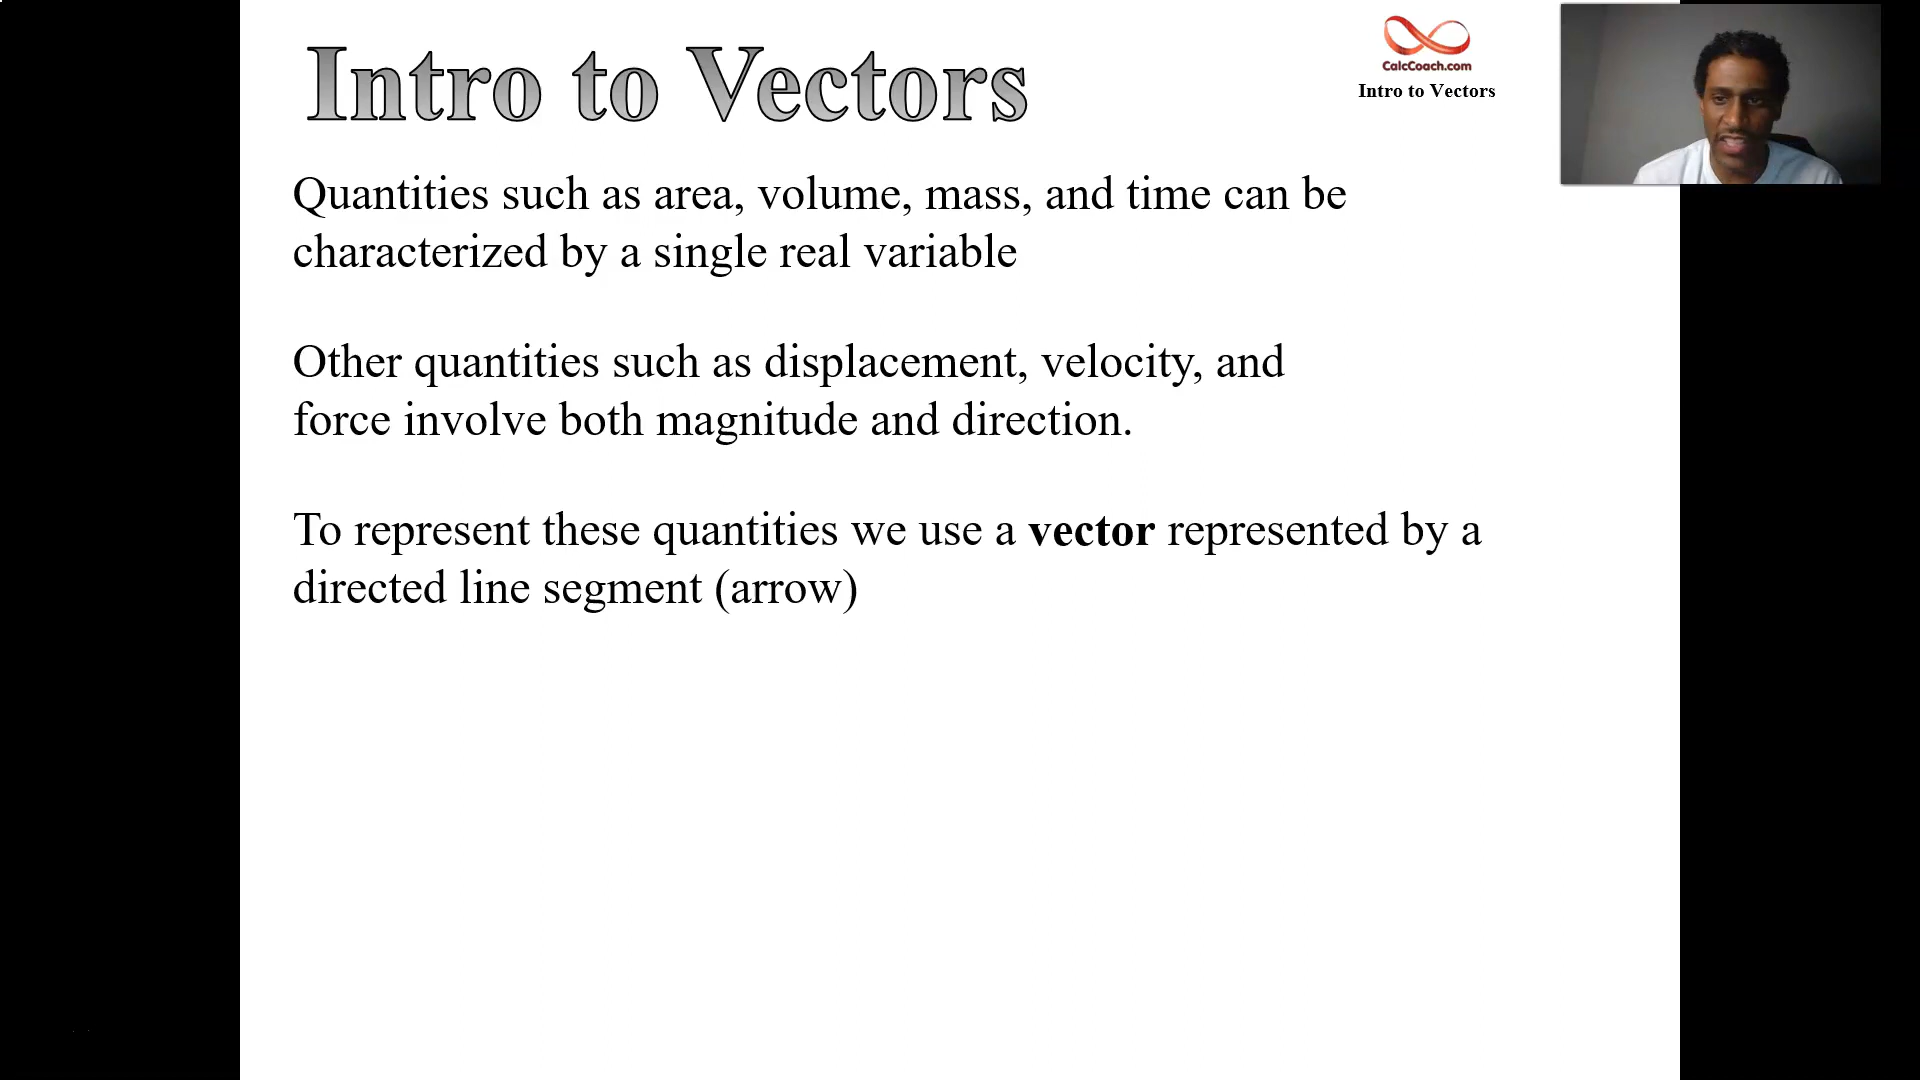 Intro to Vectors
CalcCoach.com
Intro to Vectors
Quantities such as area, volume, mass, and time can be
characterized by a single real variable
Other quantities such as displacement, velocity, and
force involve both magnitude and direction.
To represent these quantities we use a vector represented by a
directed line segment (arrow)